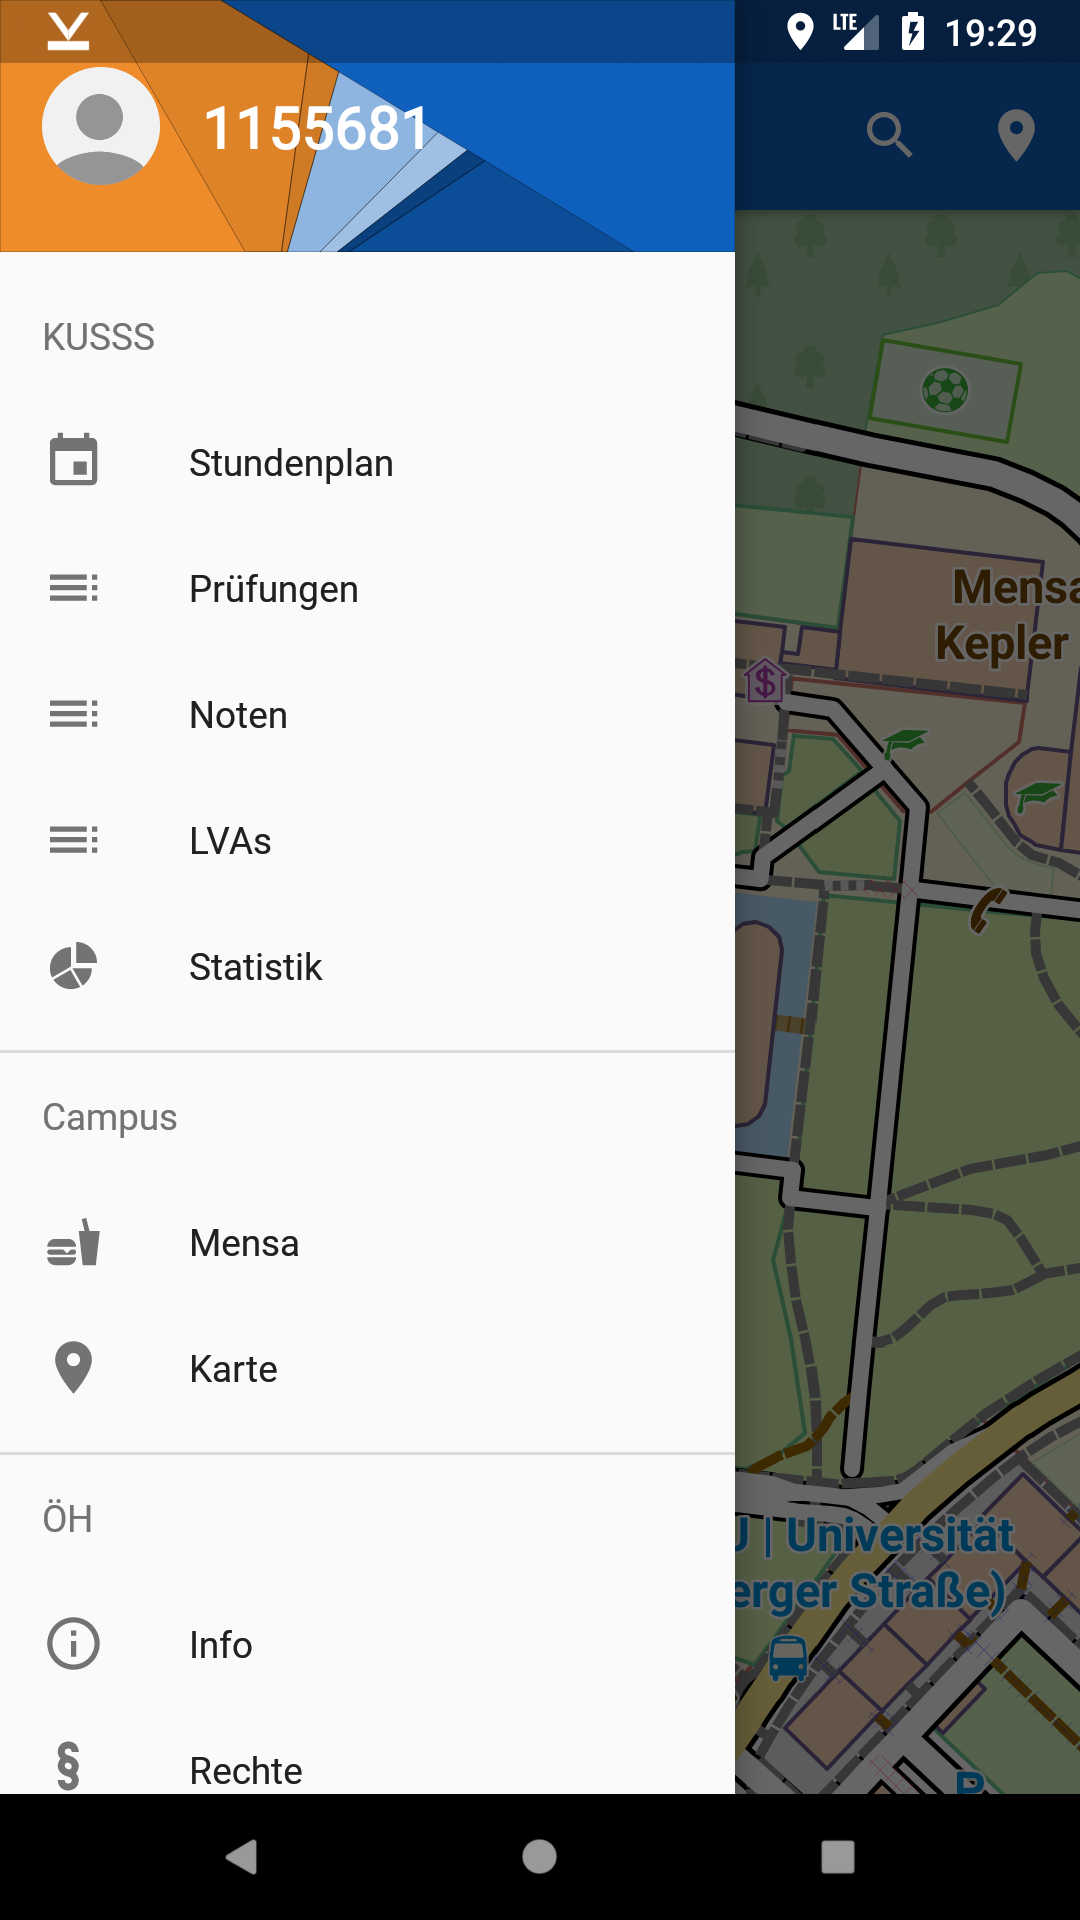 LTE 19:29
1155681
KUSSS
Stundenplan
Prüfungen
Noten
LVAs
Statistik
Campus
Mensa
Karte
ÖH
Info
§ Rechte
Mensa
Kepler
$
U | Universität
erger Straße)
P